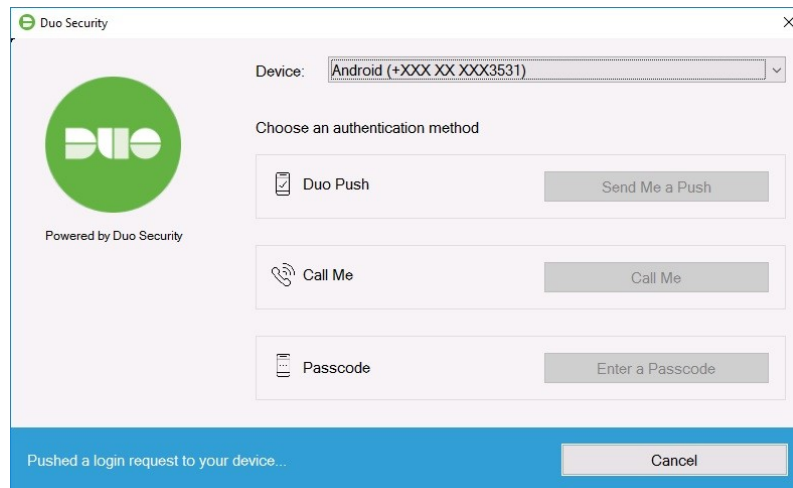 Duo Security
Device: Android (+XXX XX XXX3531)
Choose an authentication method
DUO
Duo Push Send Me a Push
Powered by Duo Security
Call Me Call Me
Passcode Enter a Passcode
Pushed a login request to your device... Cancel